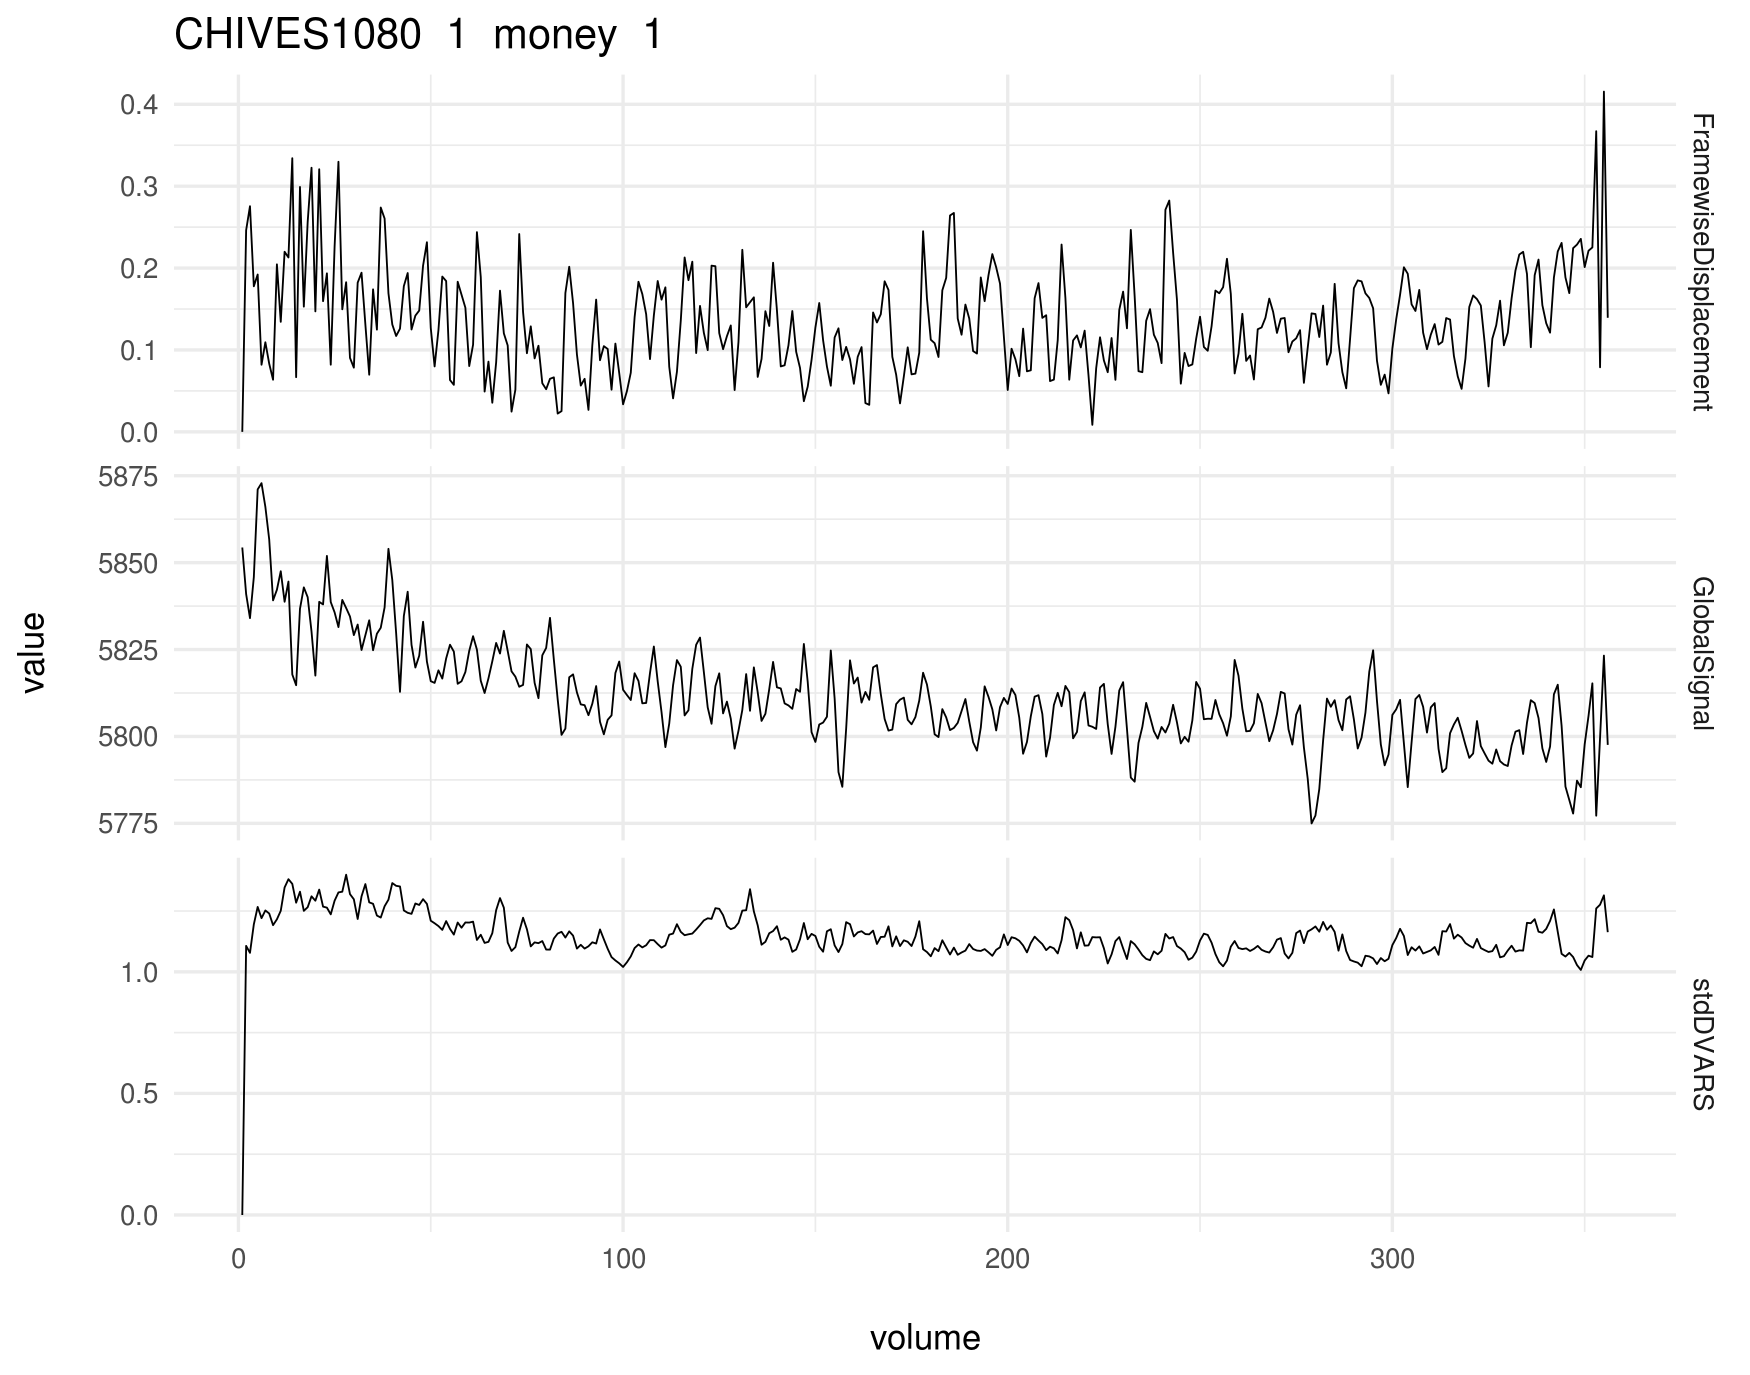 CHIVES1080 1 money 1
0.4
0.3
0.2
0.1
0.0
FramewiseDisplacement
5875
5850
5825
5800
5775
GlobalSignal
value
1.0
0.5
0.0
stdDVARS
0 100 200 300
volume